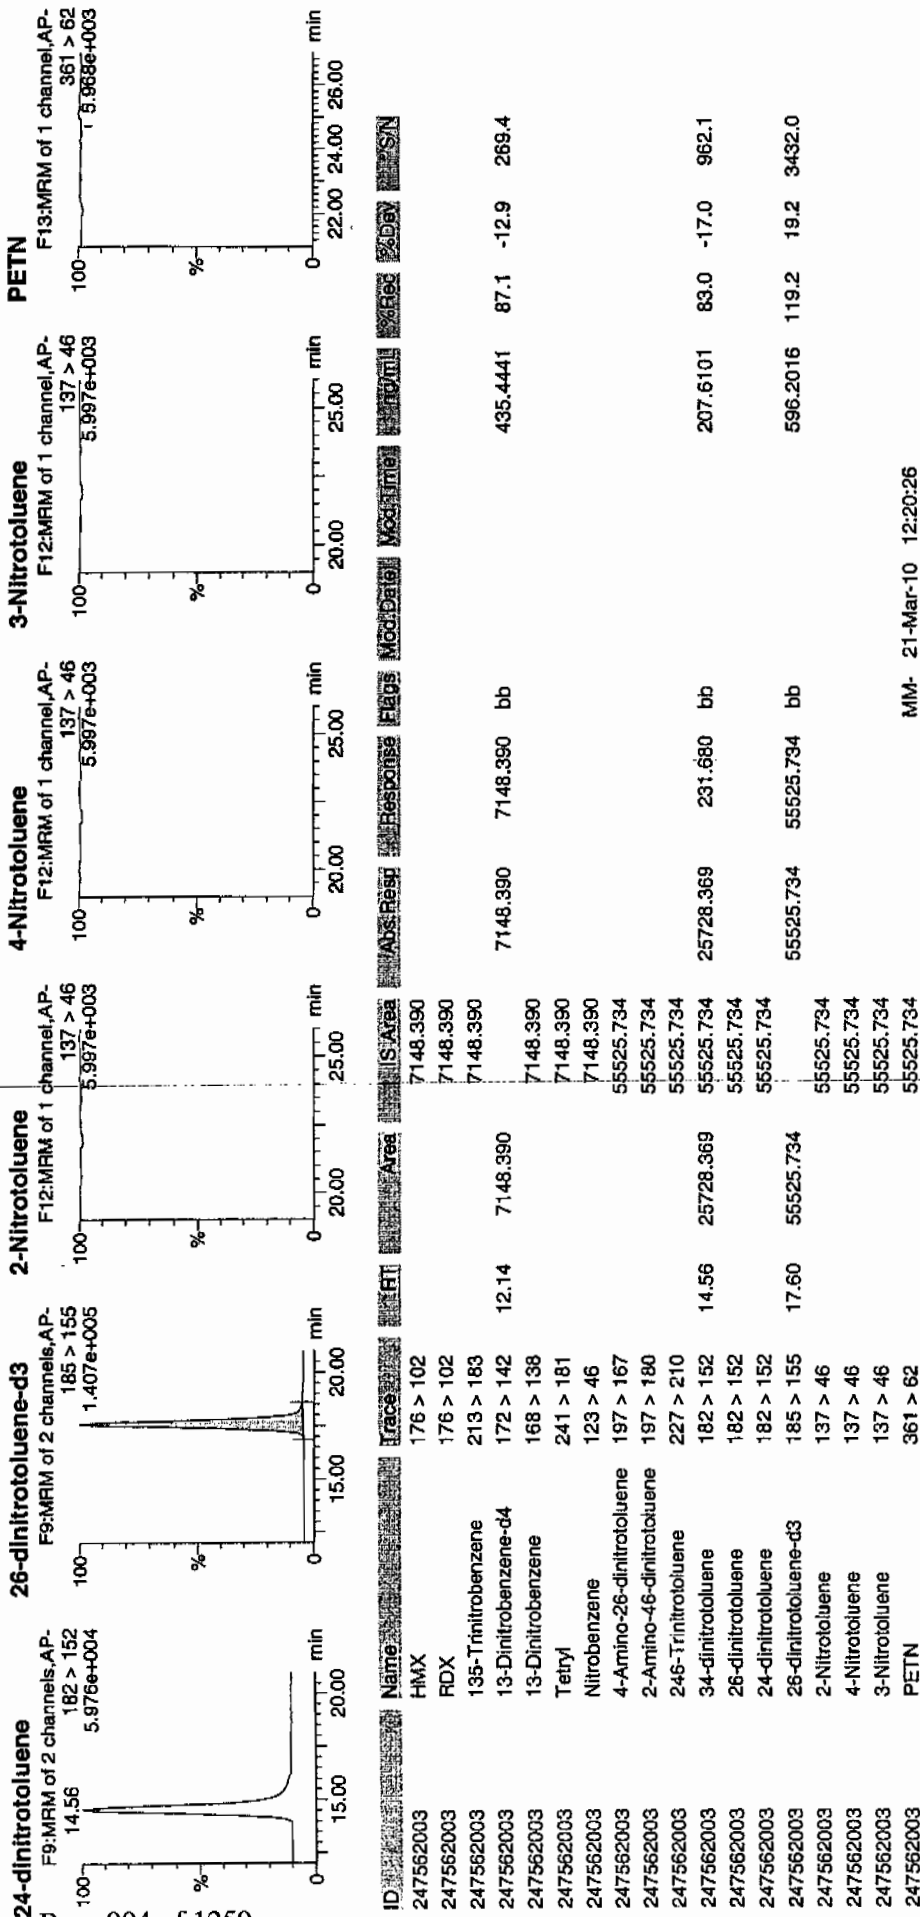 24-dinitrotoluene
F9:MRM of 2 channels,AP-
182 > 152
5.976e+004
14.56
100
%
0
15.00 20.00 min
26-dinitrotoluene-d3
F9:MRM of 2 channels,AP-
185 > 155
1.407e+005
100
%
0
15.00 20.00 min
2-Nitrotoluene
F12:MRM of 1 channel,AP-
137 > 46
5.997e+003
100
%
0
20.00 25.00 min
4-Nitrotoluene
F12:MRM of 1 channel,AP-
137 > 46
5.997e+003
100
%
0
20.00 25.00 min
3-Nitrotoluene
F12:MRM of 1 channel,AP-
137 > 46
5.997e+003
100
%
0
20.00 25.00 min
PETN
F13:MRM of 1 channel,AP-
361 > 62
5.968e+003
100
%
0
22.00 24.00 26.00 min
ID Name Trace RT Area IS Area Abs.Resp Response Flags Mod.Date Mod.Time ng/mL %Rec %Dev S/N
247562003 HMX 176 > 102 7148.390
247562003 RDX 176 > 102 7148.390
247562003 135-Trinitrobenzene 213 > 183 7148.390
247562003 13-Dinitrobenzene-d4 172 > 142 12.14 7148.390 7148.390 7148.390 bb 435.4441 87.1 -12.9 269.4
247562003 13-Dinitrobenzene 168 > 138 7148.390
247562003 Tetryl 241 > 181 7148.390
247562003 Nitrobenzene 123 > 46 7148.390
247562003 4-Amino-26-dinitrotoluene 197 > 167 55525.734
247562003 2-Amino-46-dinitrotoluene 197 > 180 55525.734
247562003 246-Trinitrotoluene 227 > 210 55525.734
247562003 34-dinitrotoluene 182 > 152 14.56 25728.369 55525.734 25728.369 231.680 bb 207.6101 83.0 -17.0 962.1
247562003 26-dinitrotoluene 182 > 152 55525.734
247562003 24-dinitrotoluene 182 > 152 55525.734
247562003 26-dinitrotoluene-d3 185 > 155 17.60 55525.734 55525.734 55525.734 bb 596.2016 119.2 19.2 3432.0
247562003 2-Nitrotoluene 137 > 46 55525.734
247562003 4-Nitrotoluene 137 > 46 55525.734
247562003 3-Nitrotoluene 137 > 46 55525.734
247562003 PETN 361 > 62 55525.734
MM- 21-Mar-10 12:20:26